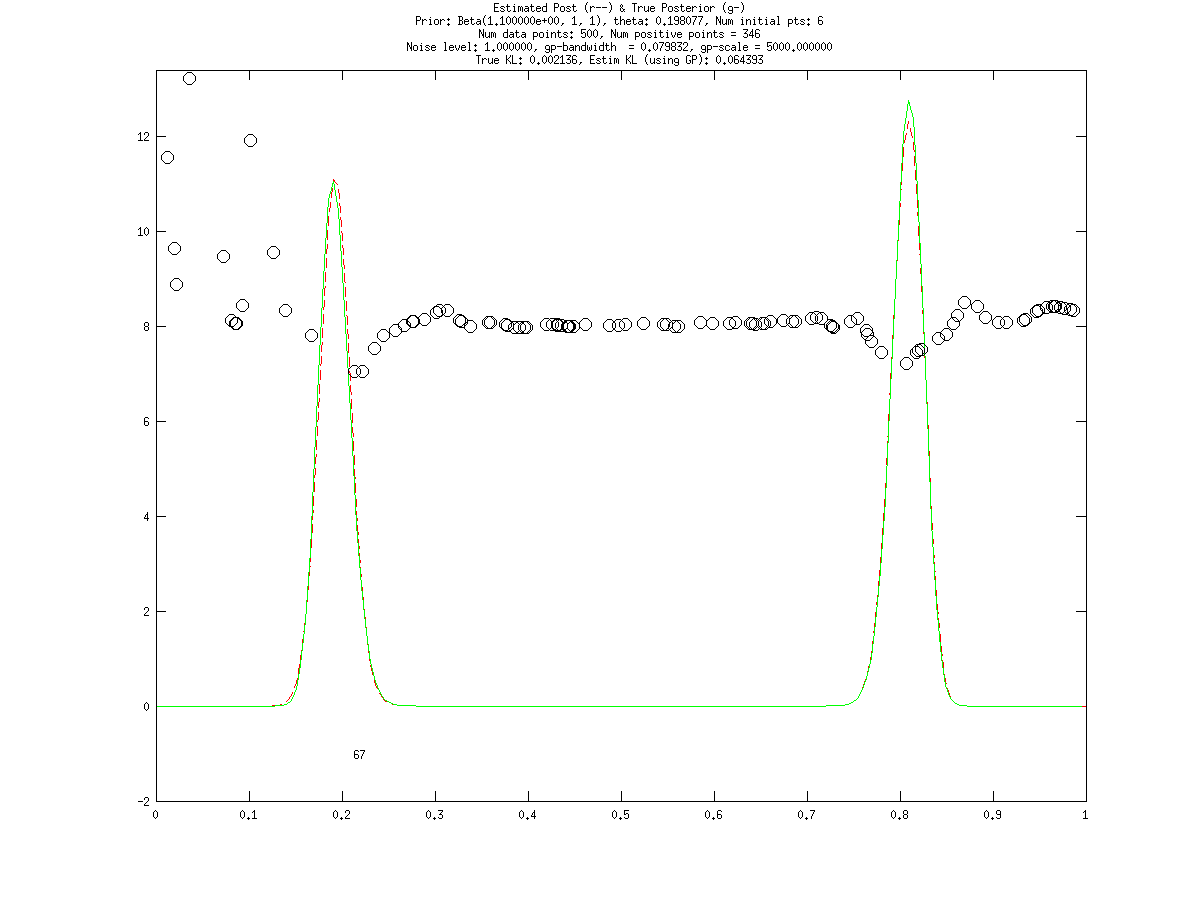 Estimated Post (r--) & True Posterior (g-)
Prior: Beta(1.100000e+00, 1, 1), theta: 0.198077, Num initial pts: 6
Num data points: 500, Num positive points = 346
Noise level: 1.000000, gp-bandwidth  = 0.079832, gp-scale = 5000.000000
True KL: 0.002136, Estim KL (using GP): 0.064393
12
10
8
6
4
2
0
67
-2
0 0.1 0.2 0.3 0.4 0.5 0.6 0.7 0.8 0.9 1